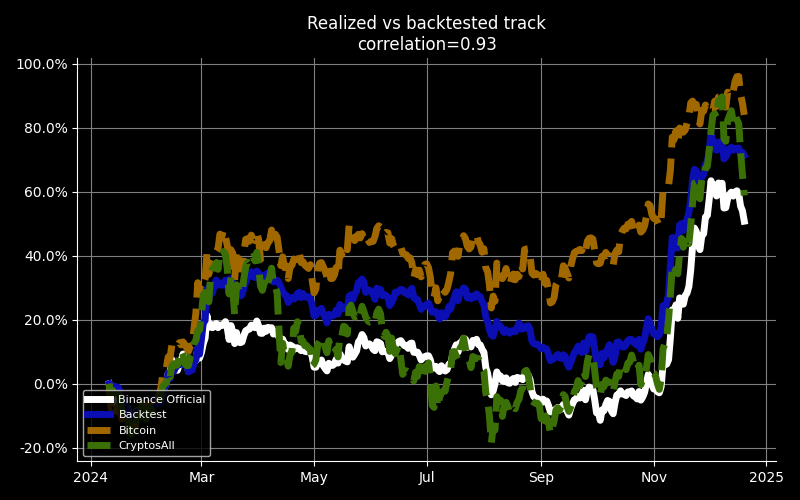 Realized vs backtested track
correlation=0.93
100.0%
80.0%
60.0%
40.0%
20.0%
0.0%
-20.0%
Binance Official
Backtest
Bitcoin
CryptosAll
2024 Mar May Jul Sep Nov 2025